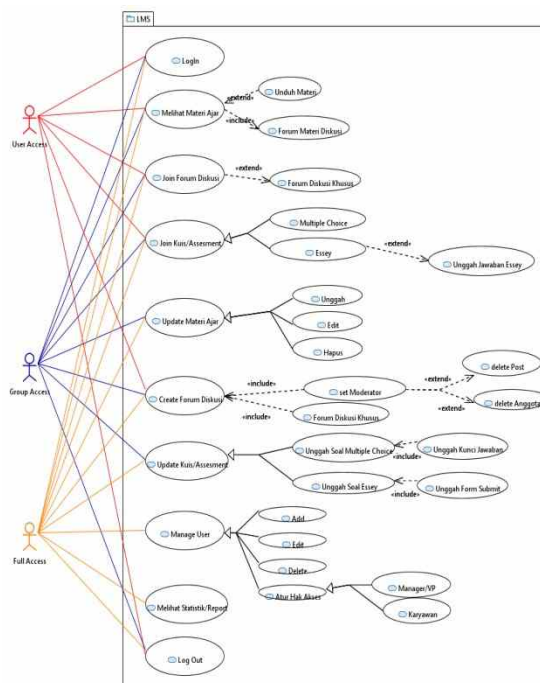 LMS
LogIn
Unduh Materi
«extend»
Melihat Materi Ajar
«include»
Forum Materi Diskusi
User Access
«extend»
Join Forum Diskusi
Forum Diskusi Khusus
Multiple Choice
Join Kuis/Assesment
«extend»
Essey
Unggah Jawaban Essey
Unggah
Update Materi Ajar
Edit
Hapus
Group Access
delete Post
«include»
«extend»
set Moderator
Create Forum Diskusi
«include»
«extend»
delete Anggota
Forum Diskusi Khusus
Unggah Soal Multiple Choice
Unggah Kunci Jawaban
«include»
Update Kuis/Assesment
Unggah Soal Essey
Unggah Form Submit
«include»
Add
Manage User
Edit
Full Access
Delete
Manager/VP
Atur Hak Akses
Melihat Statistik/Report
Karyawan
Log Out